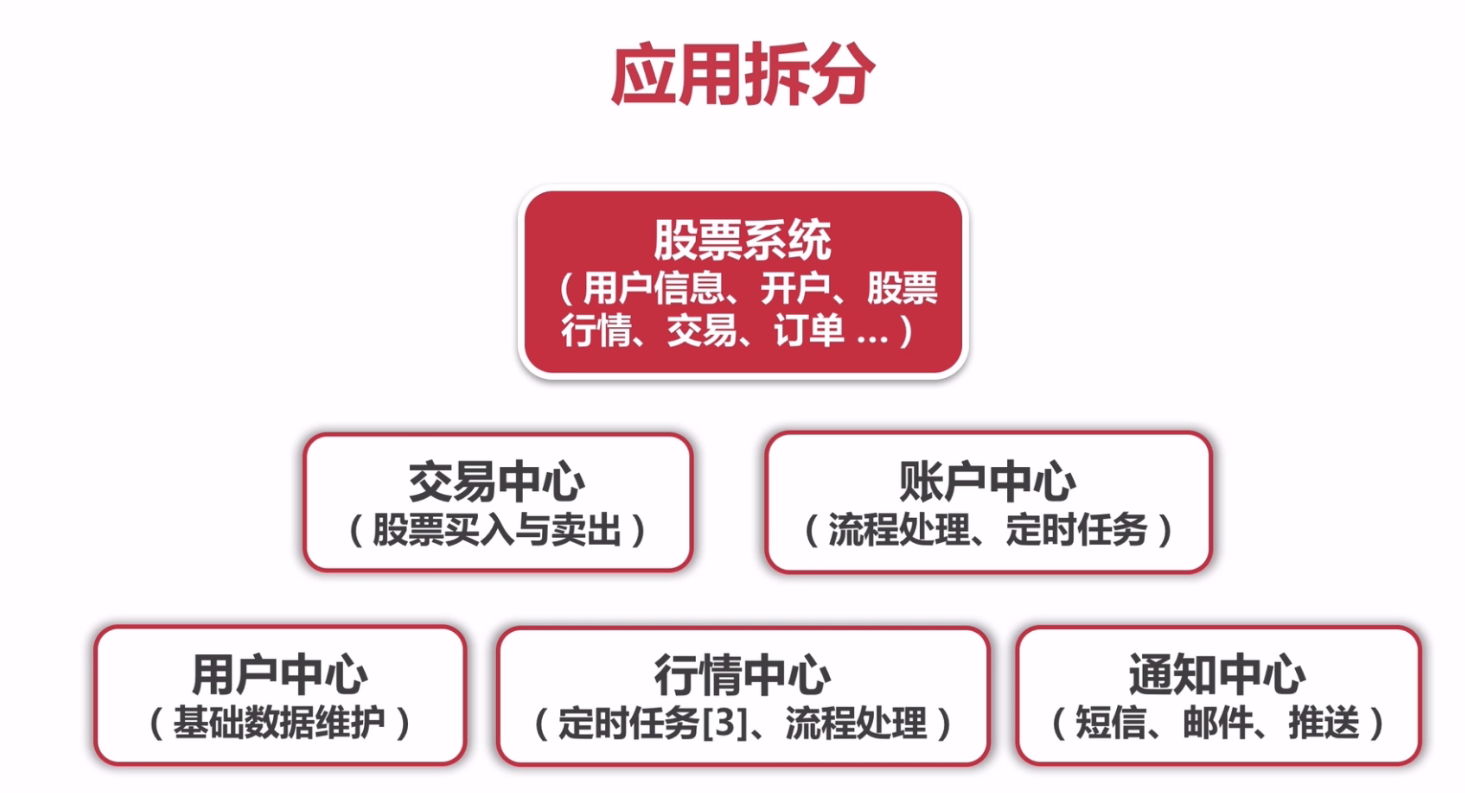 应用拆分
股票系统
（用户信息、开户、股票
行情、交易、订单 ...）
交易中心
（股票买入与卖出）
账户中心
（流程处理、定时任务）
用户中心
（基础数据维护）
行情中心
（定时任务[3]、流程处理）
通知中心
（短信、邮件、推送）